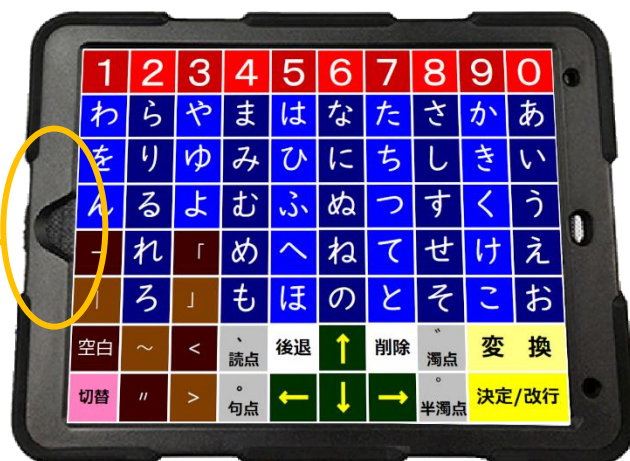 1 2 3 4 5 6 7 8 9 0
わ ら や ま は な た さ か あ
を り ゆ み ひ に ち し き い
ん る よ む ふ ぬ つ す く う
ー れ 「 め へ ね て せ け え
| ろ 」 も ほ の と そ こ お
空白 ～ < 、読点 後退 ↑ 削除 ゛濁点 変 換
切替 〃 > 。句点 ← ↓ → ゜半濁点 決定/改行